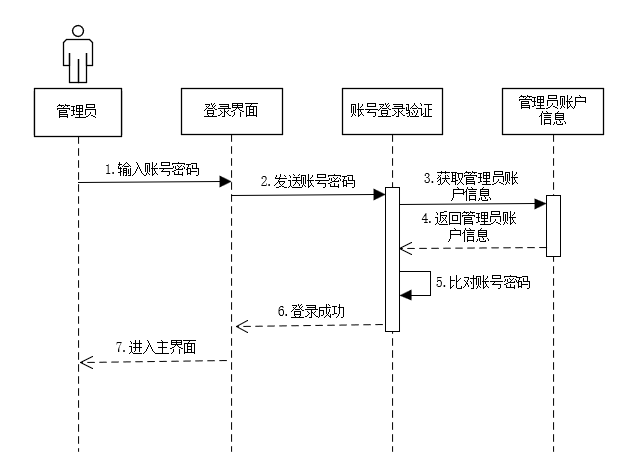 管理员
登录界面
账号登录验证
管理员账户
信息
1.输入账号密码
2.发送账号密码
3.获取管理员账
户信息
4.返回管理员账
户信息
5.比对账号密码
6.登录成功
7.进入主界面